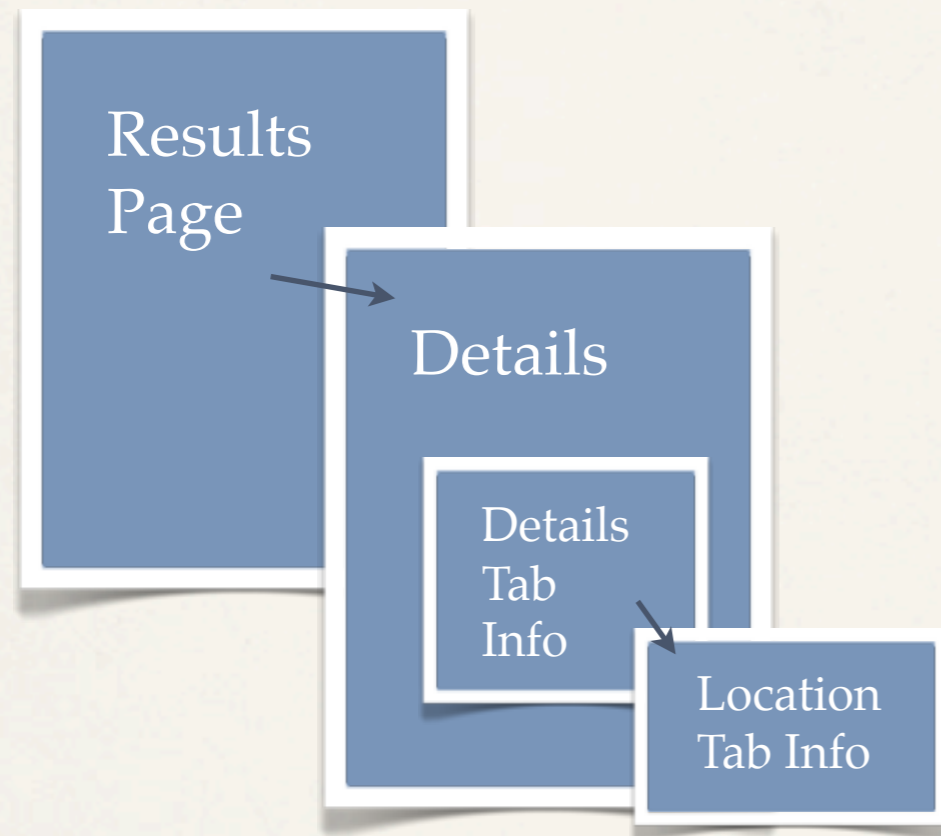 Results
Page
Details
Details
Tab
Info
Location
Tab Info